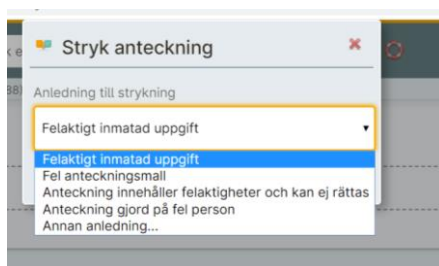 Stryk anteckning
Anledning till strykning
Felaktigt inmatad uppgift
Felaktigt inmatad uppgift
Fel anteckningsmall
Anteckning innehåller felaktigheter och kan ej rättas
Anteckning gjord på fel person
Annan anledning...